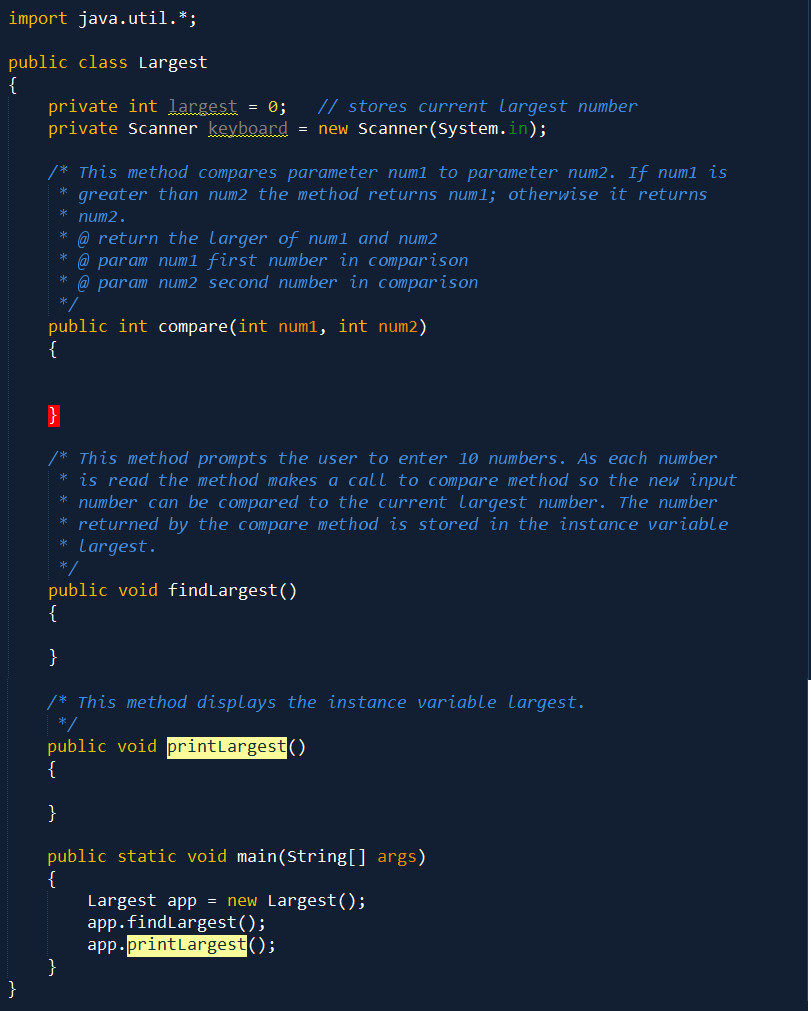 import java.util.*;
public class Largest
{
private int largest = 0;   // stores current largest number
private Scanner keyboard = new Scanner(System.in);
/* This method compares parameter num1 to parameter num2. If num1 is
* greater than num2 the method returns num1; otherwise it returns
* num2.
* @ return the larger of num1 and num2
* @ param num1 first number in comparison
* @ param num2 second number in comparison
*/
public int compare(int num1, int num2)
{
}
/* This method prompts the user to enter 10 numbers. As each number
* is read the method makes a call to compare method so the new input
* number can be compared to the current largest number. The number
* returned by the compare method is stored in the instance variable
* largest.
*/
public void findLargest()
{
}
/* This method displays the instance variable largest.
*/
public void printLargest()
{
}
public static void main(String[] args)
{
Largest app = new Largest();
app.findLargest();
app.printLargest();
}
}